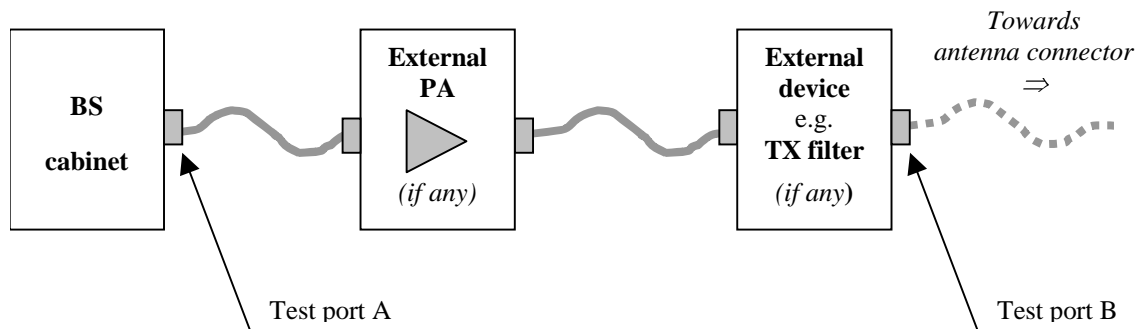 BS
cabinet
External
PA
(if any)
External
device
e.g.
TX filter
(if any)
Towards
antenna connector
⇒
Test port A
Test port B